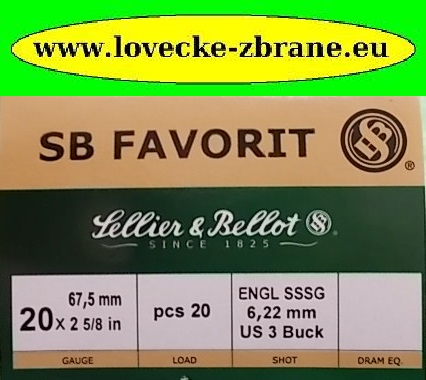 www.lovecke-zbrane.eu
SB FAVORIT
SB
®
Sellier & Bellot SB ®
SINCE 1825
20 67,5 mm
x 2 5/8 in
pcs 20
ENGL SSSG
6,22 mm
US 3 Buck
GAUGE LOAD SHOT DRAM EQ.